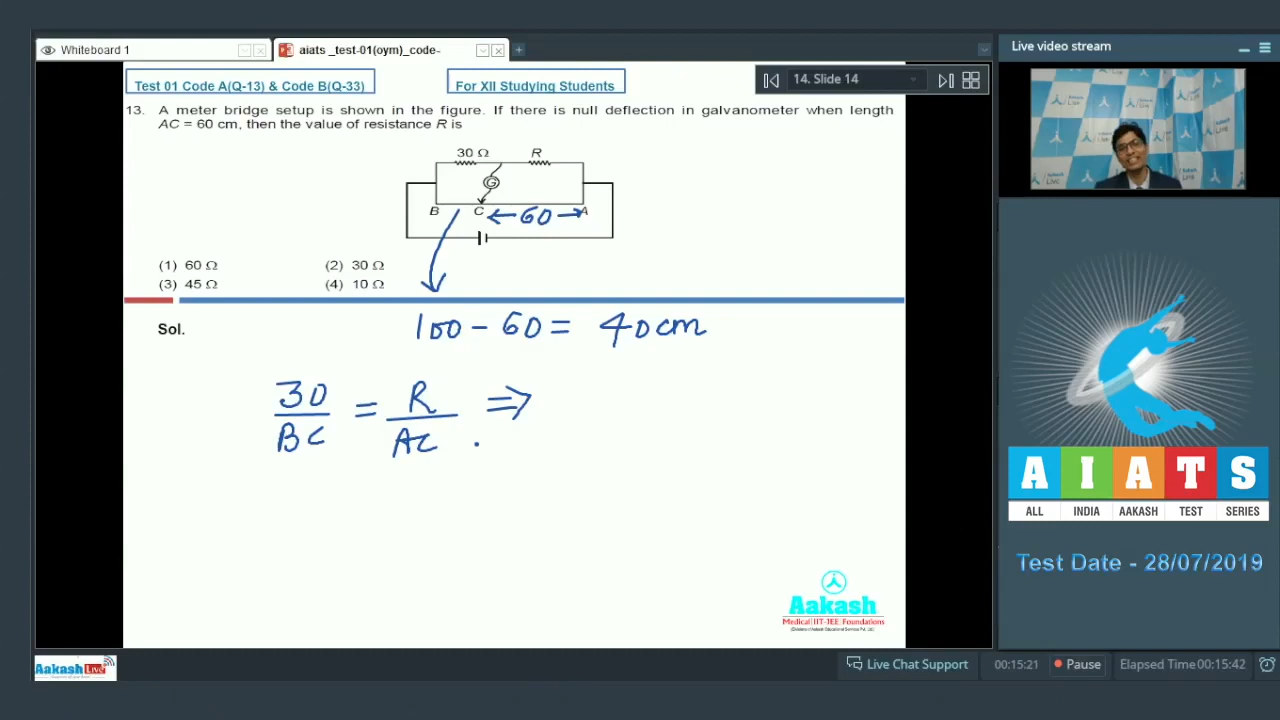 Whiteboard 1
aiats _test-01(oym)_code-
Live video stream
Test 01 Code A(Q-13) & Code B(Q-33)
For XII Studying Students
14. Slide 14
13. A meter bridge setup is shown in the figure. If there is null deflection in galvanometer when length
AC = 60 cm, then the value of resistance R is
30 Ω R
G
B C ←60→ A
(1) 60 Ω (2) 30 Ω
(3) 45 Ω (4) 10 Ω
Sol.
100 - 60 = 40 cm
30/BC = R/AC ⇒
Aakash
Medical|IIT-JEE|Foundations
Aakash Live
A I A T S
ALL INDIA AAKASH TEST SERIES
Test Date - 28/07/2019
Live Chat Support 00:15:21 Pause Elapsed Time 00:15:42